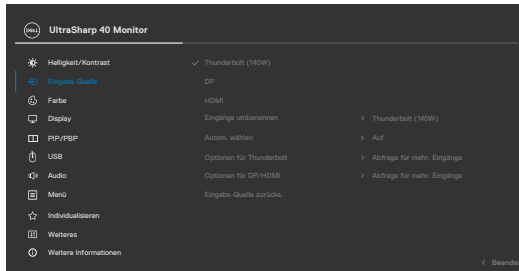 DELL UltraSharp 40 Monitor
Helligkeit/Kontrast Thunderbolt (140W)
Eingabe-Quelle DP
Farbe HDMI
Display Eingänge umbenennen Thunderbolt (140W)
PIP/PBP Autom. wählen Auf
USB Optionen für Thunderbolt Abfrage für mehr. Eingänge
Audio Optionen für DP/HDMI Abfrage für mehr. Eingänge
Menü Eingabe-Quelle zurücks.
Individualisieren
Weiteres
Weitere Informationen
Beenden